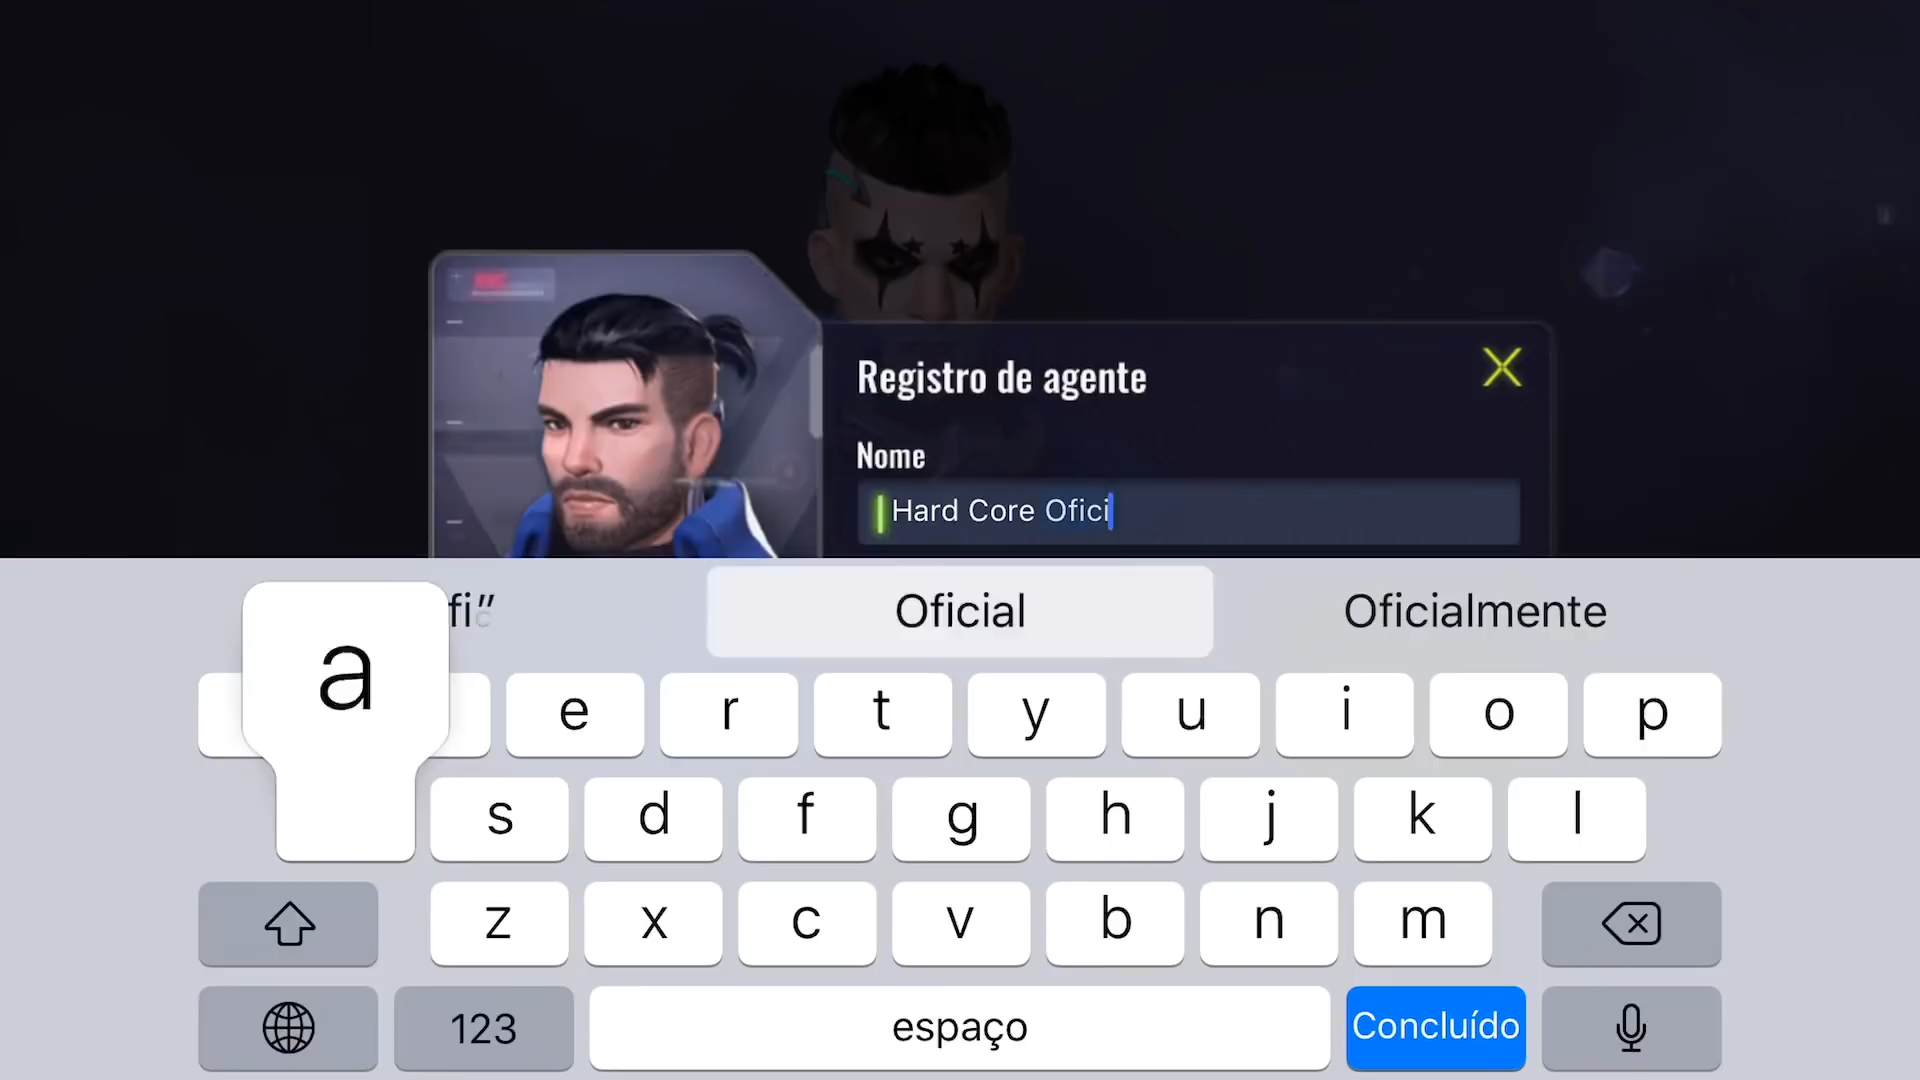 Registro de agente
Nome
Hard Core Ofici
fi” Oficial Oficialmente
a
e r t y u i o p
s d f g h j k l
z x c v b n m
123 espaço Concluído